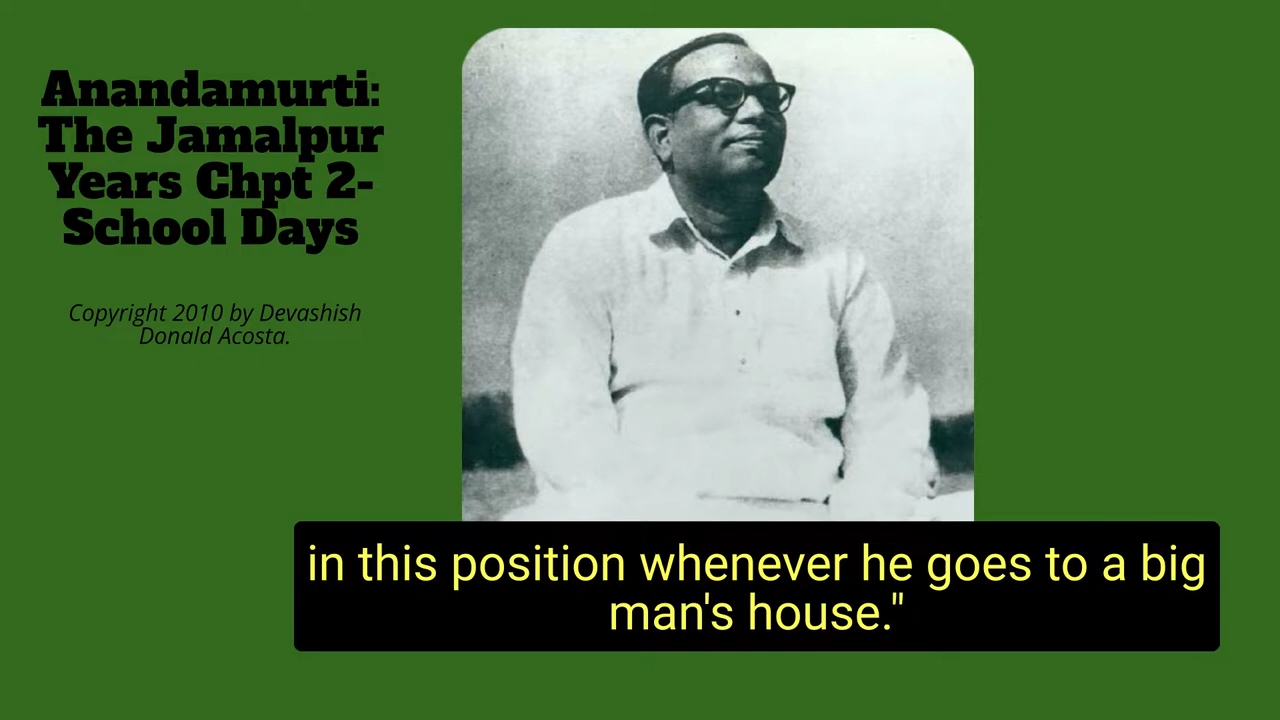 Anandamurti:
The Jamalpur
Years Chpt 2-
School Days
Copyright 2010 by Devashish
Donald Acosta.
in this position whenever he goes to a big
man's house."